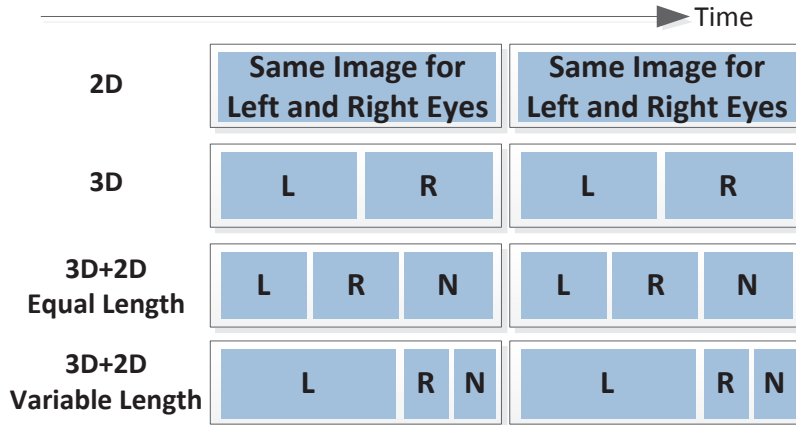 Time
2D
Same Image for
Left and Right Eyes
Same Image for
Left and Right Eyes
3D
L R L R
3D+2D
Equal Length
L R N L R N
3D+2D
Variable Length
L R N L R N